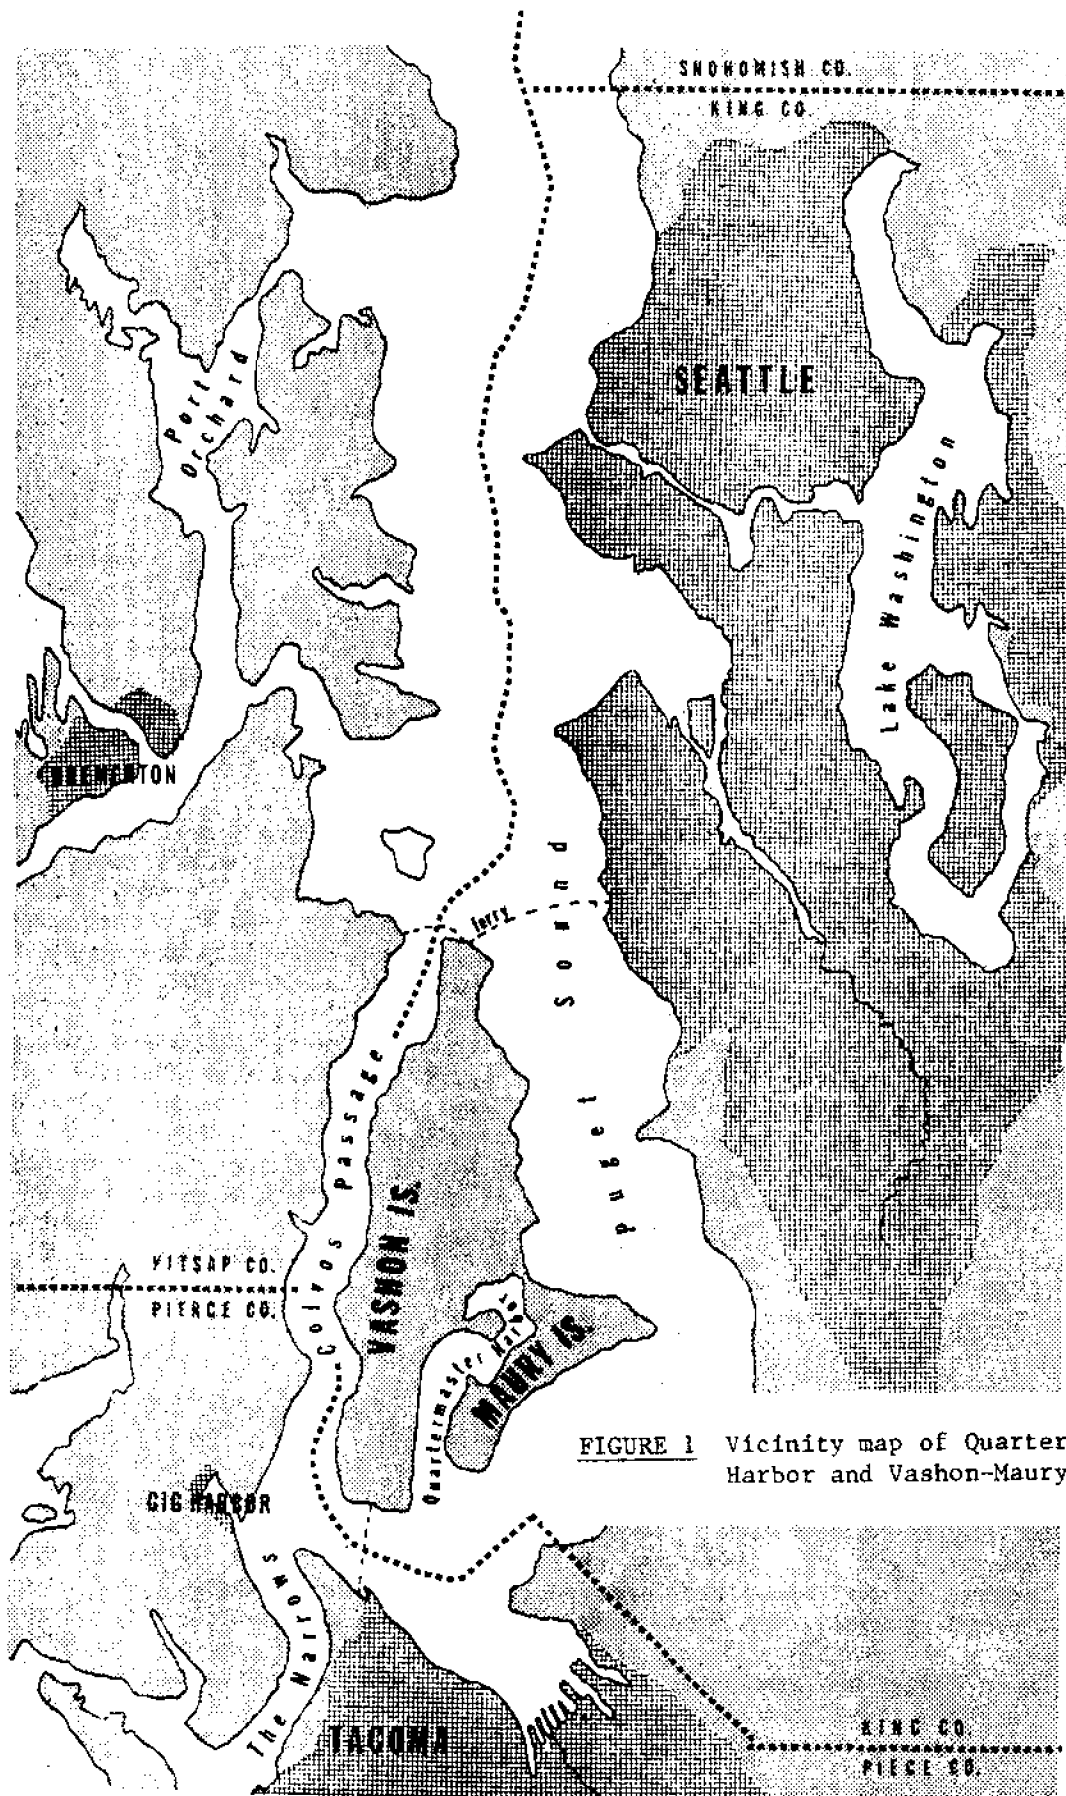 SNOHOMISH CO.
KING CO
SEATTLE
Port
Orchard
Lake Washington
BREMERTON
ferry
Puget Sound
Colvos Passage
VASHON IS.
KITSAP CO.
PIERCE CO.
Quartermaster Harbor
MAURY IS.
FIGURE 1 Vicinity map of Quarter
Harbor and Vashon-Maury
GIG HARBOR
The Narrows
TACOMA
KING CO.
PIECE CO.